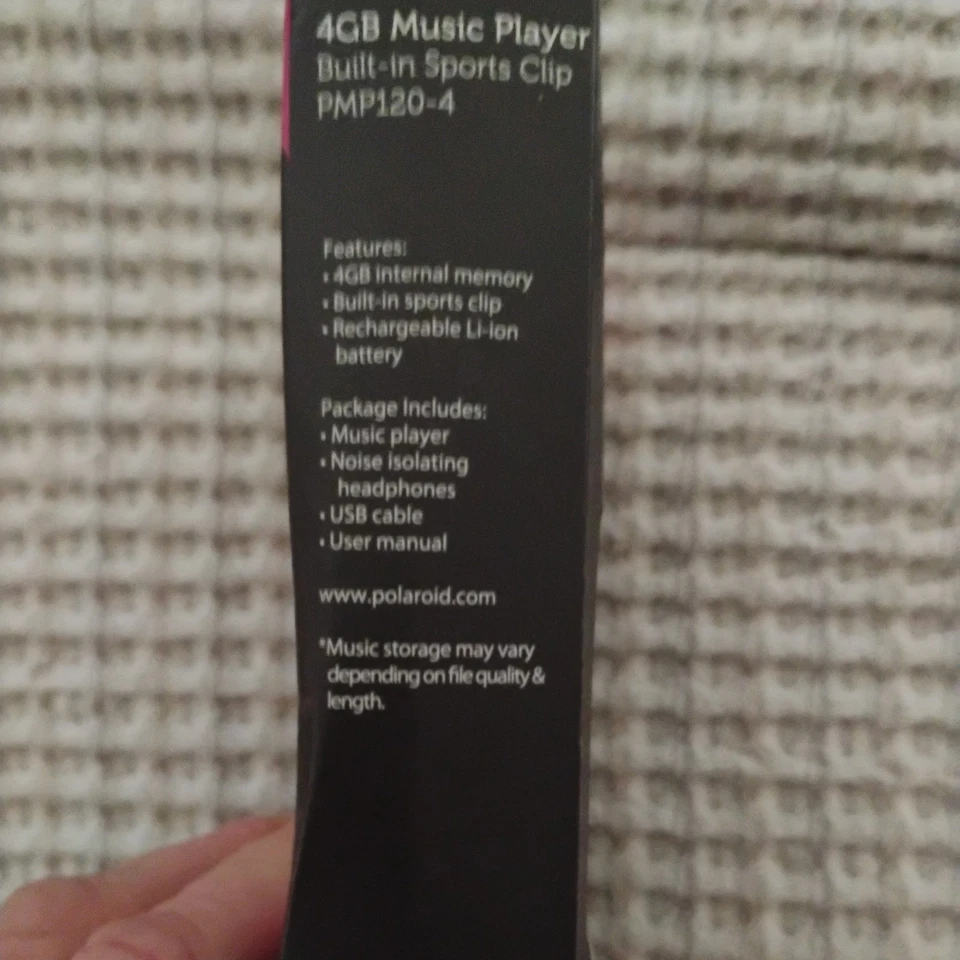 4GB Music Player
Built-in Sports Clip
PMP120-4
Features:
• 4GB internal memory
• Built-in sports clip
• Rechargeable Li-ion
battery
Package Includes:
• Music player
• Noise isolating
headphones
• USB cable
• User manual
www.polaroid.com
*Music storage may vary
depending on file quality &
length.